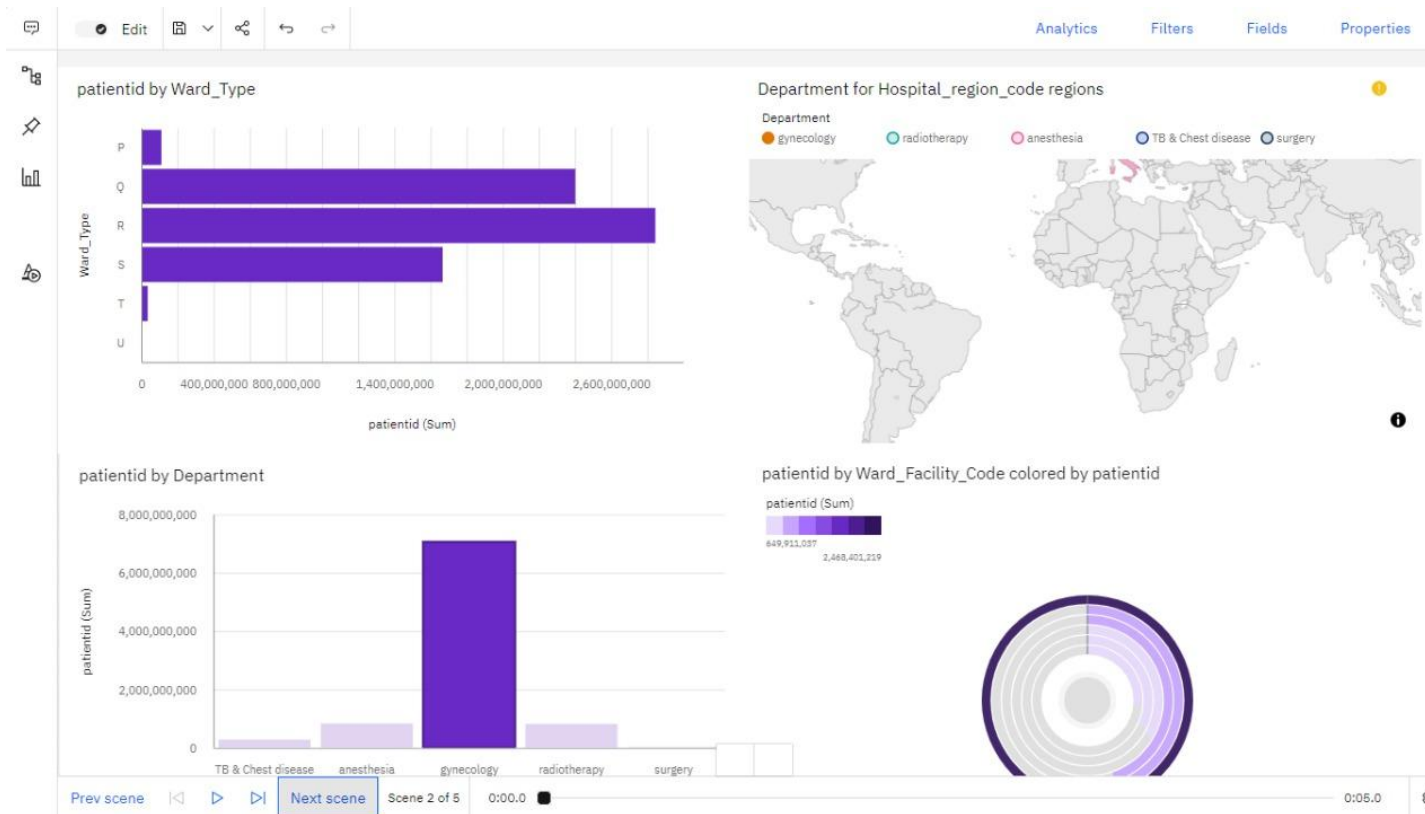 Edit
Analytics Filters Fields Properties
patientid by Ward_Type
P
Q
R
S
T
U
Ward_Type
0 400,000,000 800,000,000 1,400,000,000 2,000,000,000 2,600,000,000
patientid (Sum)
Department for Hospital_region_code regions
Department
gynecology radiotherapy anesthesia TB & Chest disease surgery
patientid by Department
8,000,000,000
6,000,000,000
4,000,000,000
2,000,000,000
0
patientid (Sum)
TB & Chest disease anesthesia gynecology radiotherapy surgery
patientid by Ward_Facility_Code colored by patientid
patientid (Sum)
649,911,037
2,468,401,219
Prev scene Next scene Scene 2 of 5 0:00.0 0:05.0